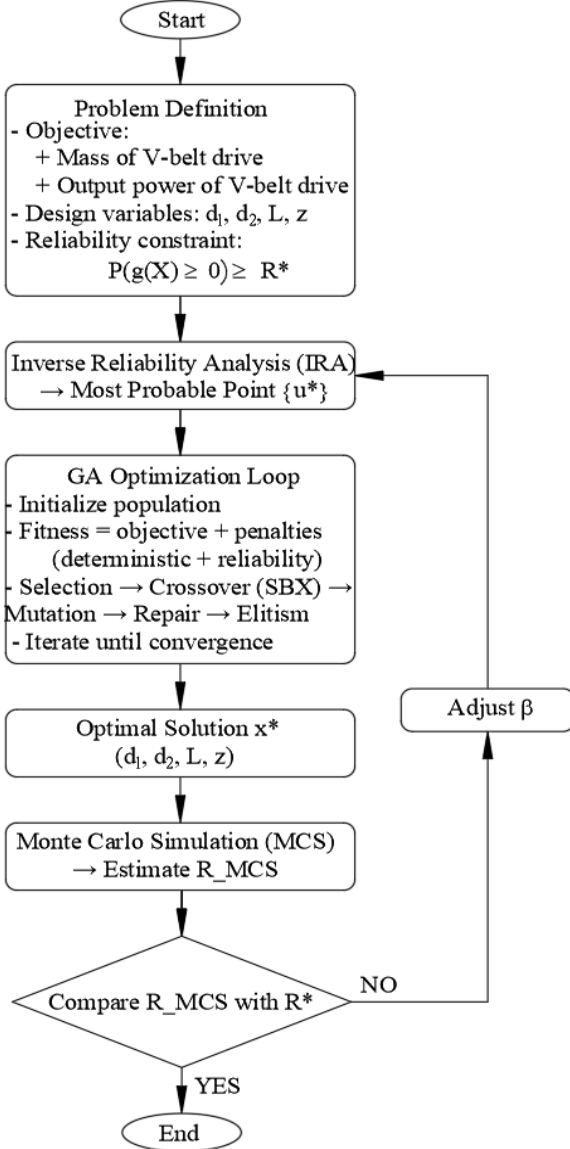 Start
Problem Definition
- Objective:
+ Mass of V-belt drive
+ Output power of V-belt drive
- Design variables: d₁, d₂, L, z
- Reliability constraint:
P(g(X) ≥ 0) ≥ R*
Inverse Reliability Analysis (IRA)
→ Most Probable Point {u*}
GA Optimization Loop
- Initialize population
- Fitness = objective + penalties
(deterministic + reliability)
- Selection → Crossover (SBX) →
Mutation → Repair → Elitism
- Iterate until convergence
Optimal Solution x*
(d₁, d₂, L, z)
Adjust β
Monte Carlo Simulation (MCS)
→ Estimate R_MCS
Compare R_MCS with R*
NO
YES
End